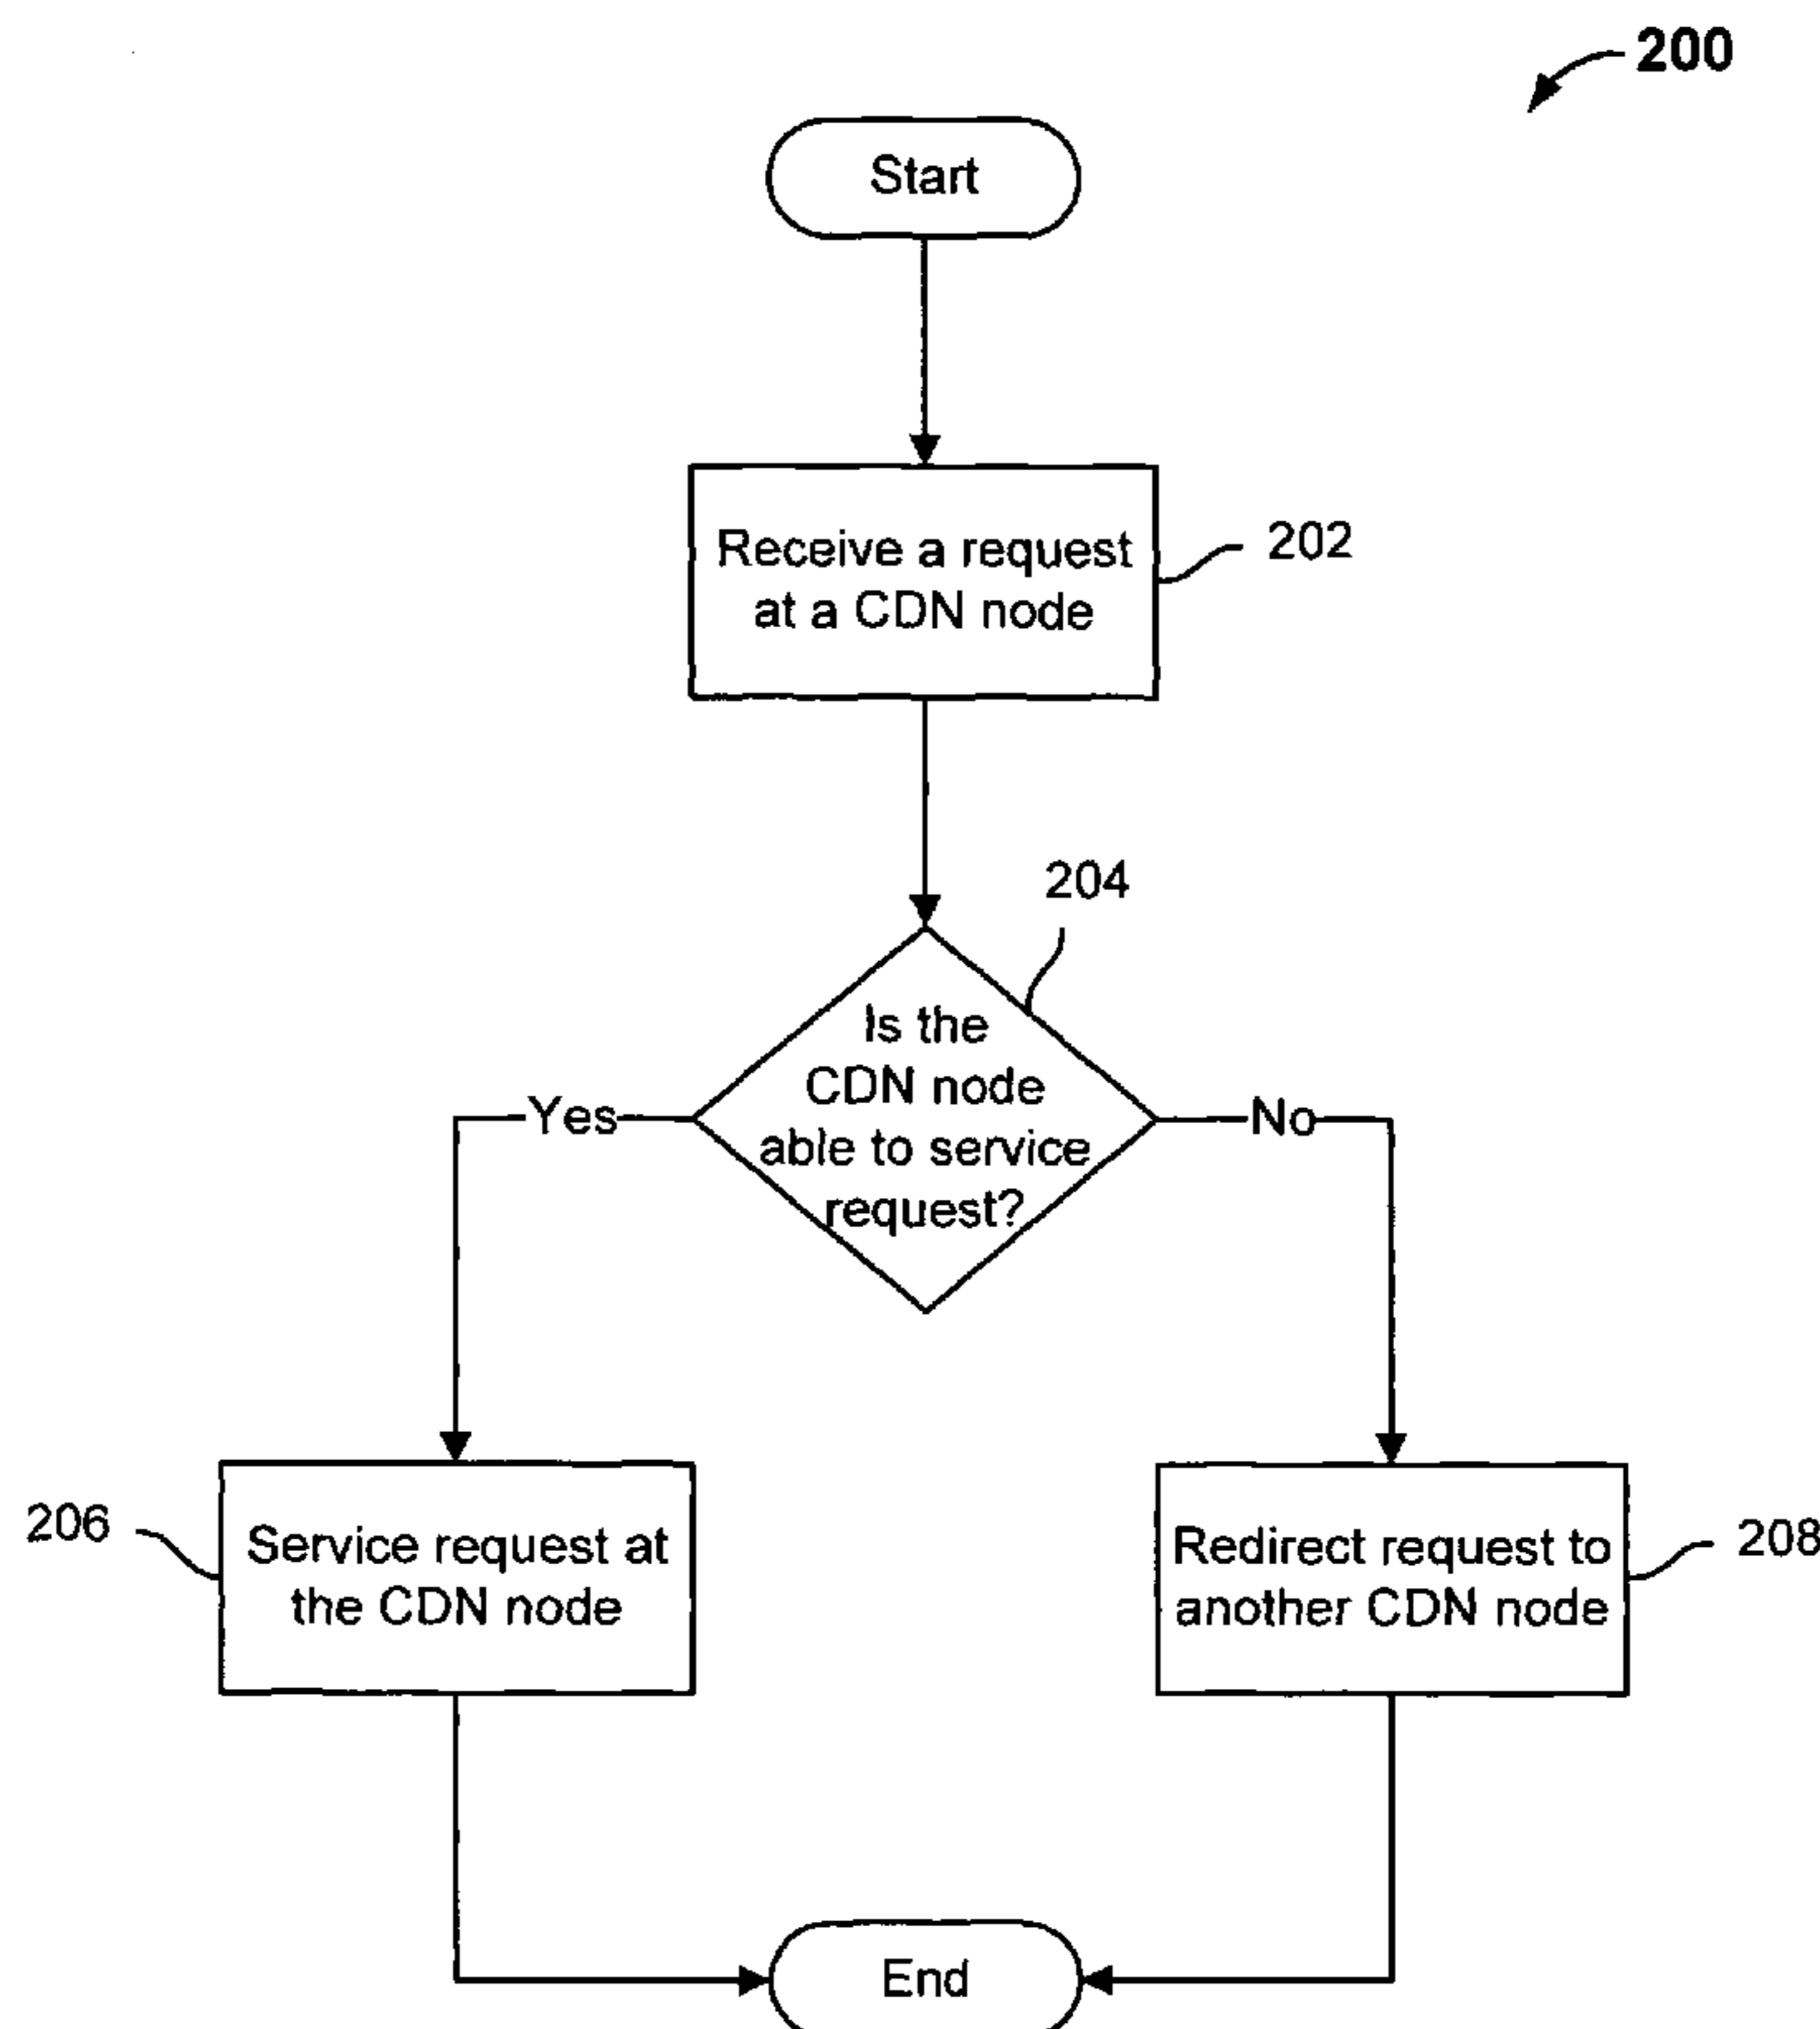 200
Start
Receive a request
at a CDN node
202
204
Is the
CDN node
able to service
request?
Yes
No
206
Service request at
the CDN node
Redirect request to
another CDN node
208
End